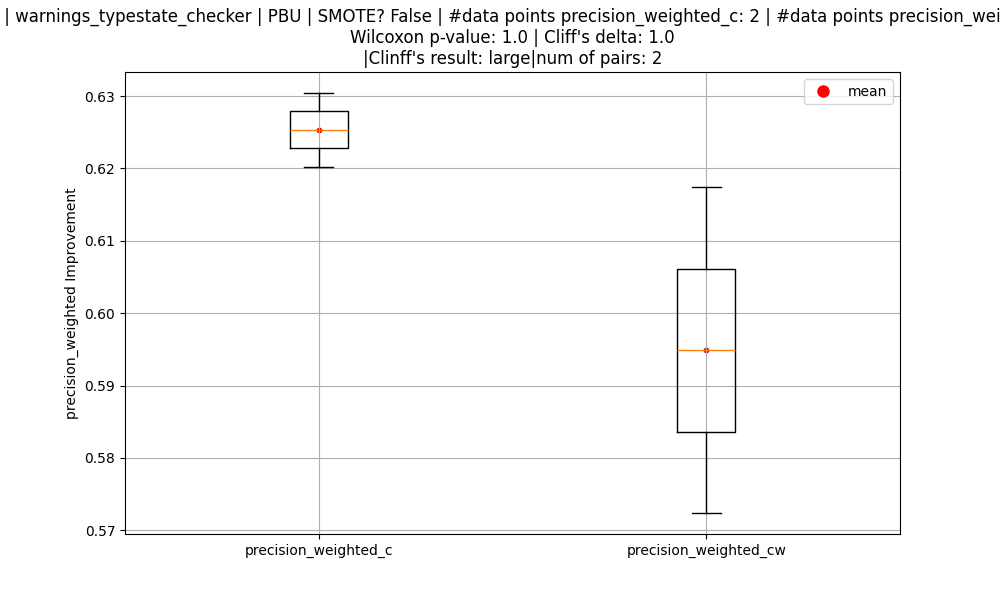 | warnings_typestate_checker | PBU | SMOTE? False | #data points precision_weighted_c: 2 | #data points precision_wei
Wilcoxon p-value: 1.0 | Cliff's delta: 1.0
|Clinff's result: large|num of pairs: 2
mean
0.63
0.62
0.61
0.60
0.59
0.58
0.57
precision_weighted Improvement
precision_weighted_c
precision_weighted_cw